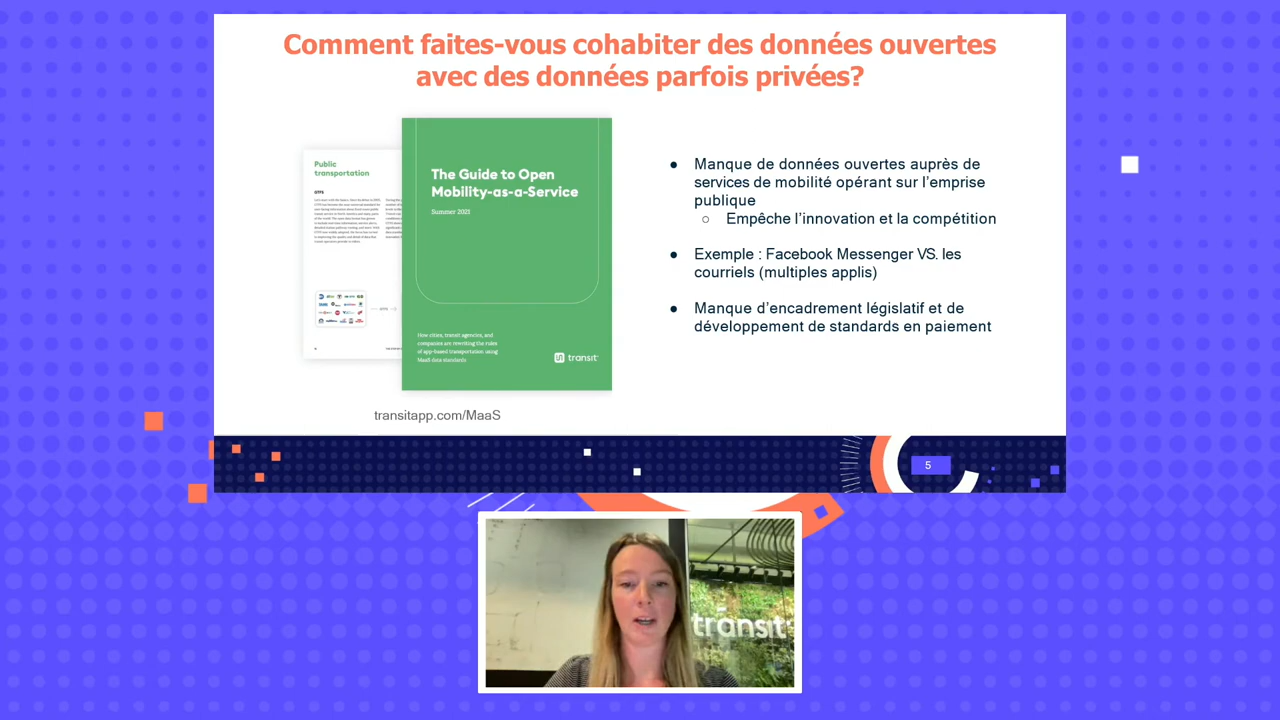 Comment faites-vous cohabiter des données ouvertes
avec des données parfois privées?
Public
transportation
GTFS
The Guide to Open
Mobility-as-a-Service
Summer 2021
How cities, transit agencies, and
companies are rewriting the rules
of app-based transportation using
MaaS data standards
transit
transitapp.com/MaaS
● Manque de données ouvertes auprès de
services de mobilité opérant sur l’emprise
publique
○ Empêche l’innovation et la compétition
● Exemple : Facebook Messenger VS. les
courriels (multiples applis)
● Manque d’encadrement législatif et de
développement de standards en paiement
5
transit